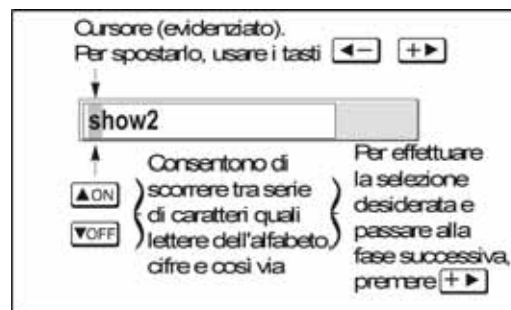 Cursore (evidenziato).
Per spostarlo, usare i tasti ◄− +►
show2
▲ON
▼OFF
Consentono di
scorrere tra serie
di caratteri quali
lettere dell'alfabeto,
cifre e così via
Per effettuare
la selezione
desiderata e
passare alla
fase successiva,
premere +►